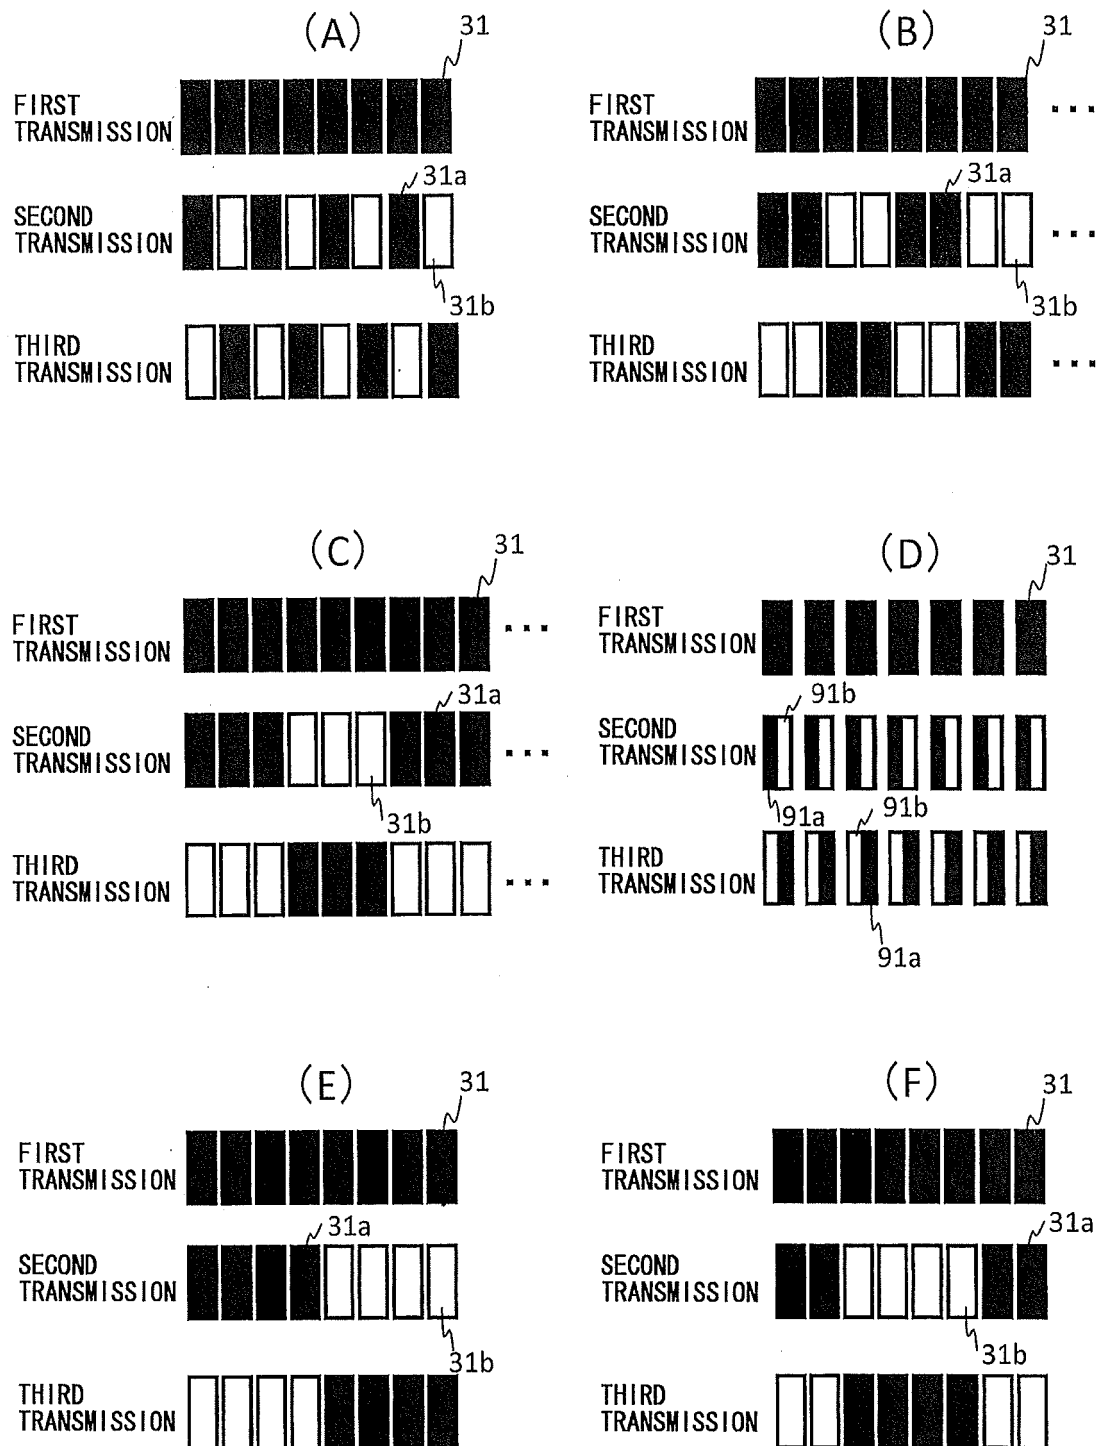 (A)
31
FIRST
TRANSMISSION
31a
SECOND
TRANSMISSION
31b
THIRD
TRANSMISSION
(B)
31
FIRST
TRANSMISSION
...
31a
SECOND
TRANSMISSION
...
31b
THIRD
TRANSMISSION
...
(C)
31
FIRST
TRANSMISSION
...
31a
SECOND
TRANSMISSION
...
31b
THIRD
TRANSMISSION
...
(D)
31
FIRST
TRANSMISSION
91b
SECOND
TRANSMISSION
91a
91b
THIRD
TRANSMISSION
91a
(E)
31
FIRST
TRANSMISSION
31a
SECOND
TRANSMISSION
31b
THIRD
TRANSMISSION
(F)
31
FIRST
TRANSMISSION
31a
SECOND
TRANSMISSION
31b
THIRD
TRANSMISSION